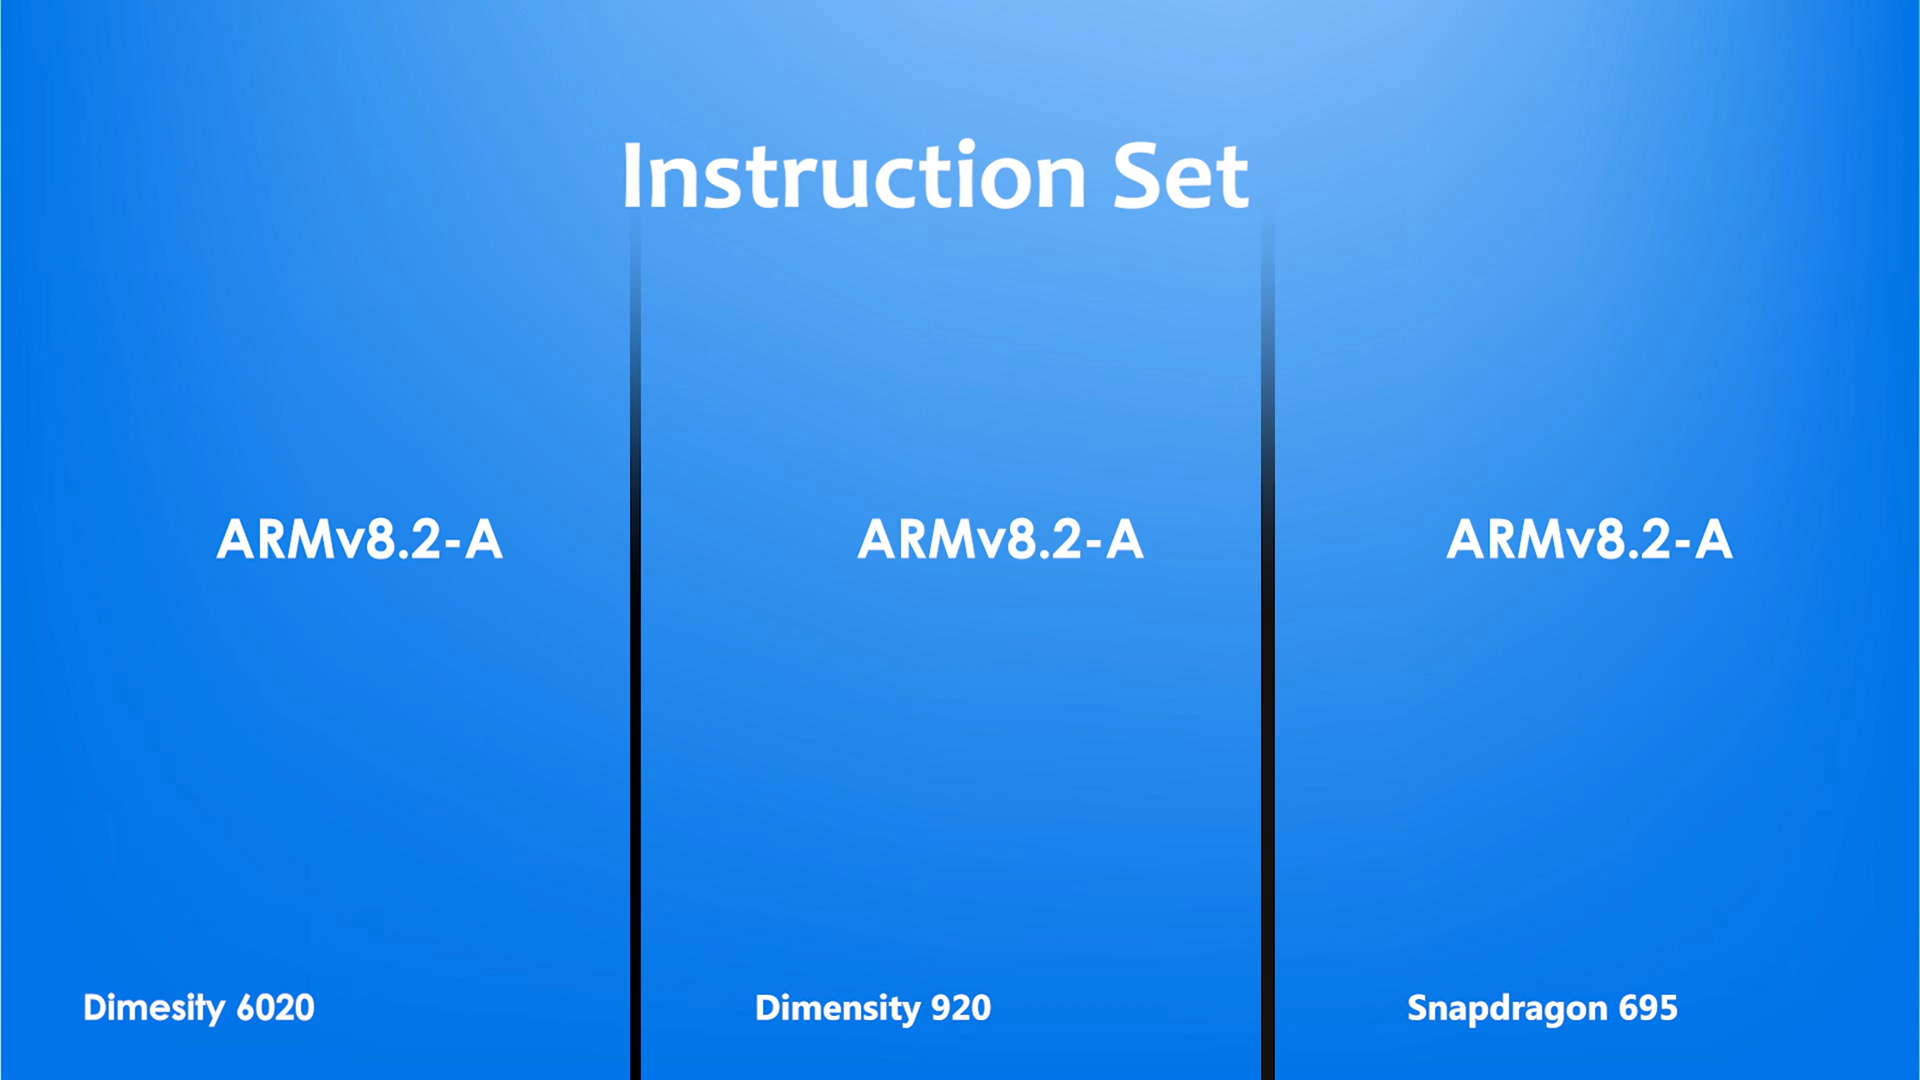 Instruction Set
ARMv8.2-A
ARMv8.2-A
ARMv8.2-A
Dimesity 6020
Dimensity 920
Snapdragon 695